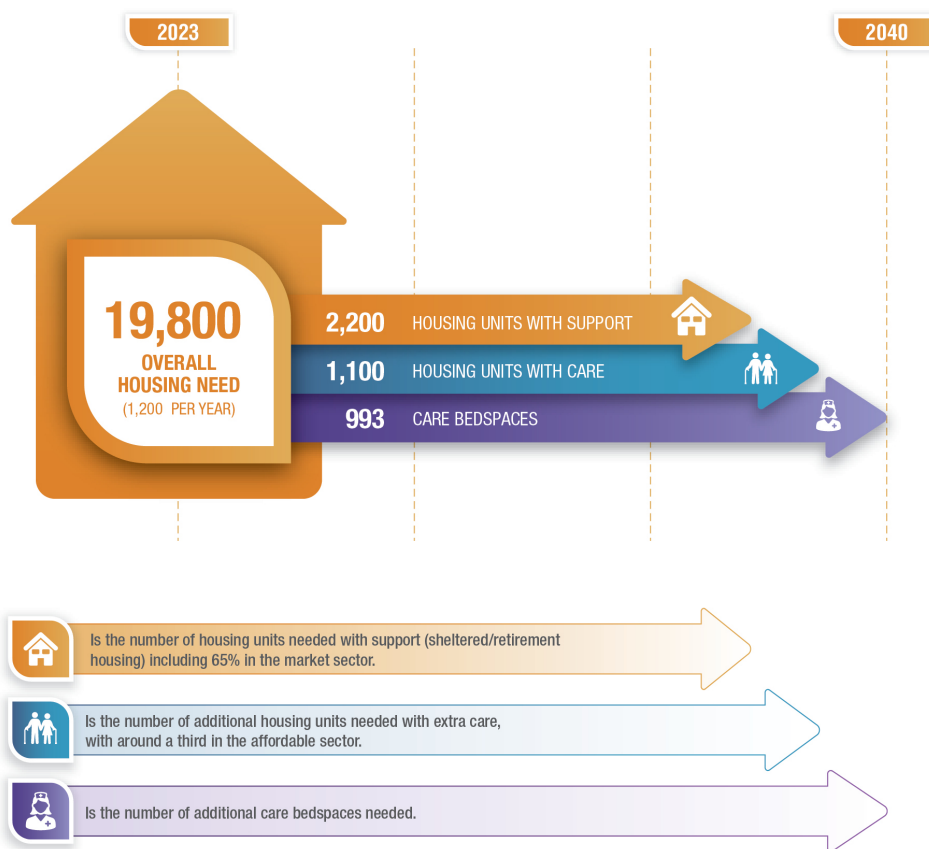 2023
2040
19,800
OVERALL
HOUSING NEED
(1,200 PER YEAR)
2,200 HOUSING UNITS WITH SUPPORT
1,100 HOUSING UNITS WITH CARE
993 CARE BEDSPACES
Is the number of housing units needed with support (sheltered/retirement
housing) including 65% in the market sector.
Is the number of additional housing units needed with extra care,
with around a third in the affordable sector.
Is the number of additional care bedspaces needed.